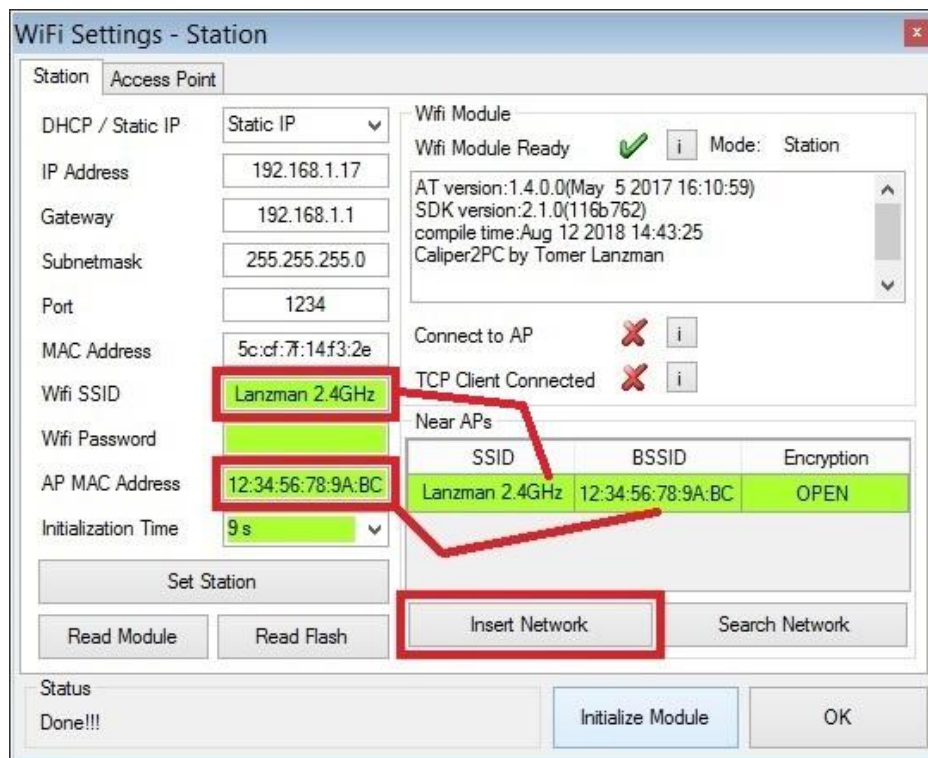 WiFi Settings - Station
x
Station
Access Point
DHCP / Static IP
Static IP
IP Address
192.168.1.17
Gateway
192.168.1.1
Subnetmask
255.255.255.0
Port
1234
MAC Address
5c:cf:7f:14:f3:2e
Wifi SSID
Lanzman 2.4GHz
Wifi Password
AP MAC Address
12:34:56:78:9A:BC
Initialization Time
9 s
Set Station
Read Module
Read Flash
Wifi Module
Wifi Module Ready
i
Mode:
Station
AT version:1.4.0.0(May 5 2017 16:10:59)
SDK version:2.1.0(116b762)
compile time:Aug 12 2018 14:43:25
Caliper2PC by Tomer Lanzman
Connect to AP
i
TCP Client Connected
i
Near APs
SSID BSSID Encryption
Lanzman 2.4GHz 12:34:56:78:9A:BC OPEN
Insert Network
Search Network
Status
Done!!!
Initialize Module
OK